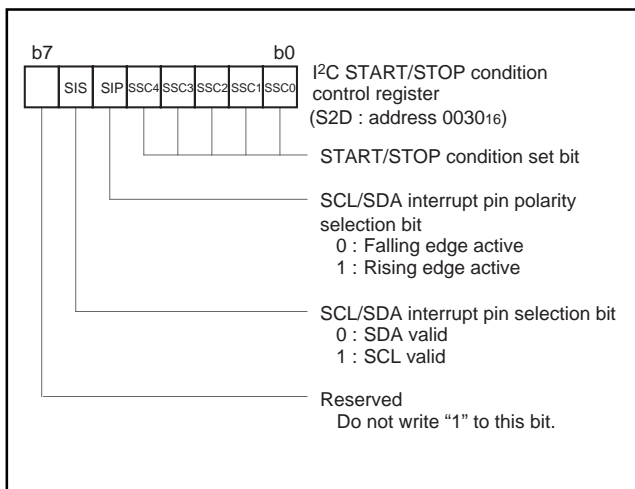 b7 b0
SIS SIP SSC4 SSC3 SSC2 SSC1 SSC0
I²C START/STOP condition
control register
(S2D : address 0030₁₆)
START/STOP condition set bit
SCL/SDA interrupt pin polarity
selection bit
0 : Falling edge active
1 : Rising edge active
SCL/SDA interrupt pin selection bit
0 : SDA valid
1 : SCL valid
Reserved
Do not write “1” to this bit.